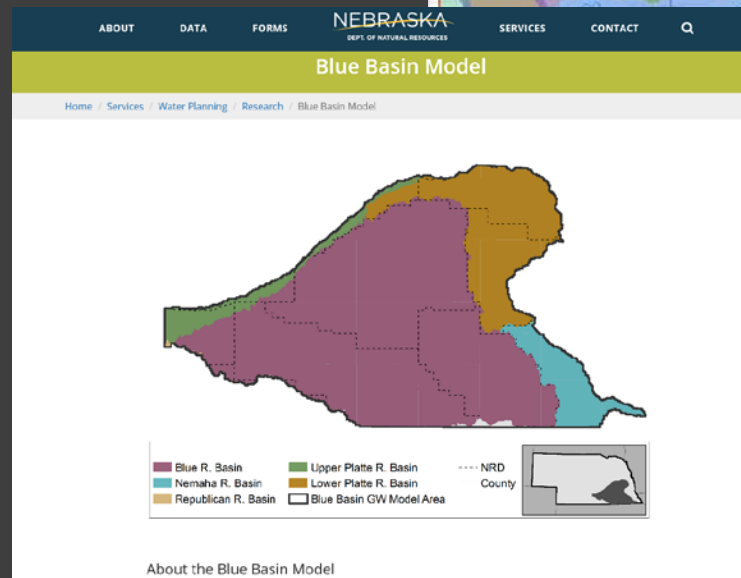 ABOUT DATA FORMS NEBRASKA SERVICES CONTACT
DEPT. OF NATURAL RESOURCES
Blue Basin Model
Home / Services / Water Planning / Research / Blue Basin Model
Blue R. Basin Upper Platte R. Basin NRD
Nemaha R. Basin Lower Platte R. Basin County
Republican R. Basin Blue Basin GW Model Area
About the Blue Basin Model